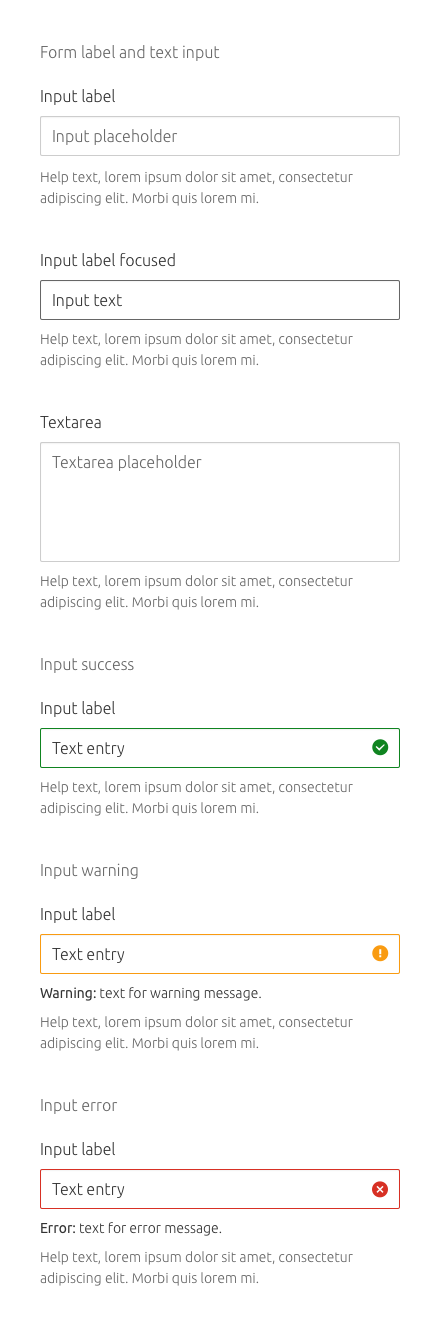 Form label and text input
Input label
Input placeholder
Help text, lorem ipsum dolor sit amet, consectetur
adipiscing elit. Morbi quis lorem mi.
Input label focused
Input text
Help text, lorem ipsum dolor sit amet, consectetur
adipiscing elit. Morbi quis lorem mi.
Textarea
Textarea placeholder
Help text, lorem ipsum dolor sit amet, consectetur
adipiscing elit. Morbi quis lorem mi.
Input success
Input label
Text entry
Help text, lorem ipsum dolor sit amet, consectetur
adipiscing elit. Morbi quis lorem mi.
Input warning
Input label
Text entry
Warning: text for warning message.
Help text, lorem ipsum dolor sit amet, consectetur
adipiscing elit. Morbi quis lorem mi.
Input error
Input label
Text entry
Error: text for error message.
Help text, lorem ipsum dolor sit amet, consectetur
adipiscing elit. Morbi quis lorem mi.